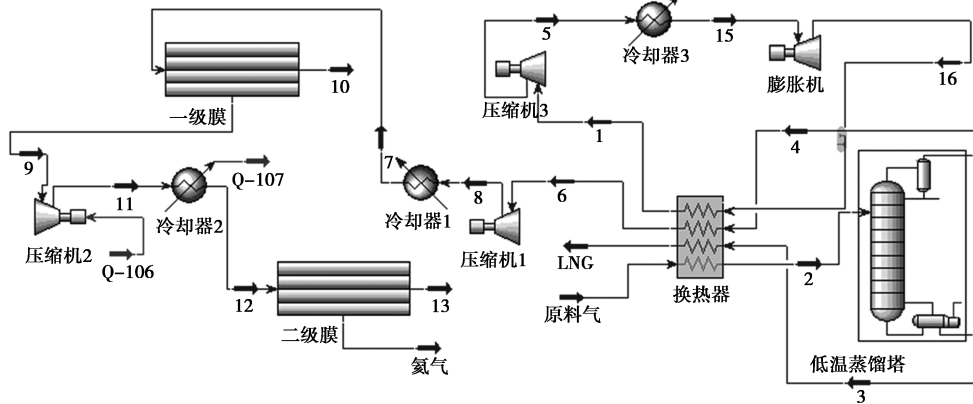 5
冷却器3
15
膨胀机
16
一级膜
10
压缩机3
1
4
9
11
Q-107
冷却器2
压缩机2
Q-106
7
冷却器1
8
压缩机1
6
LNG
换热器
2
原料气
12
二级膜
13
氦气
低温蒸馏塔
3